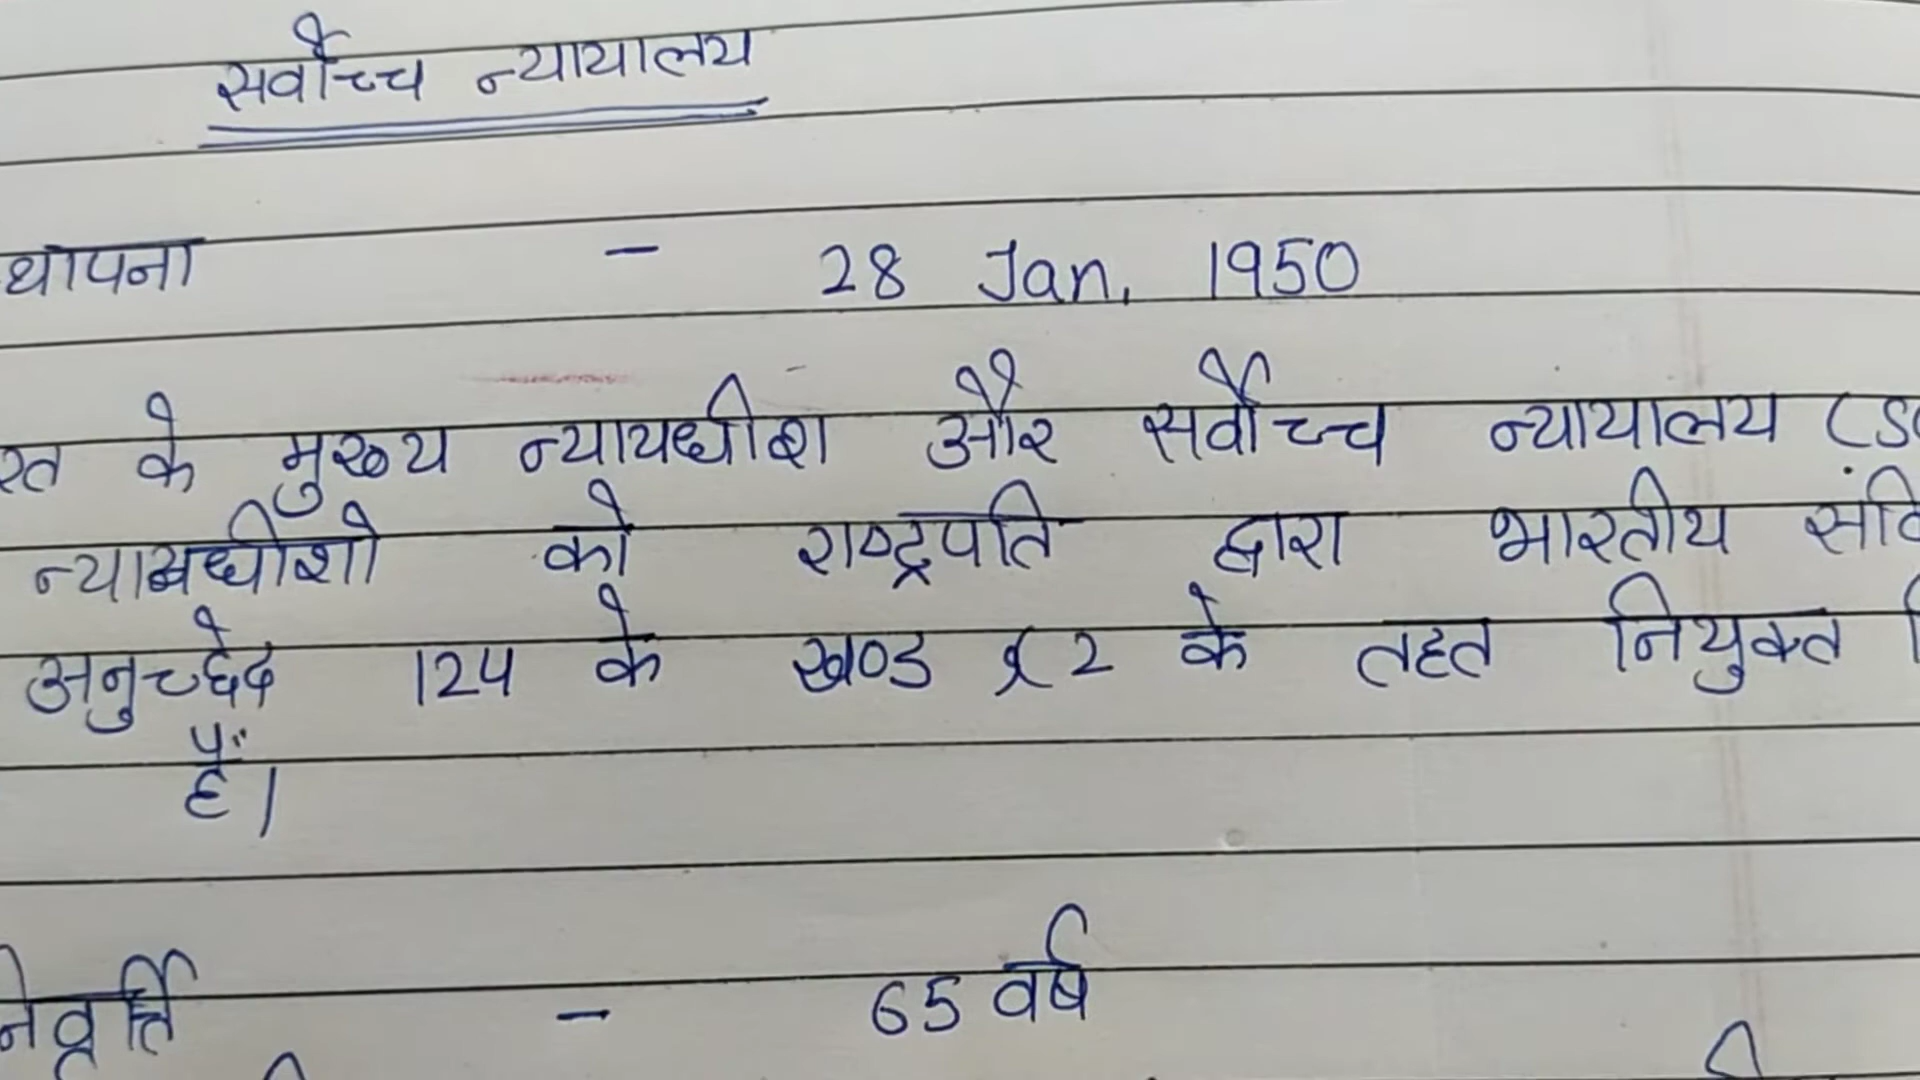 सर्वोच्च न्यायालय
थापना - 28 Jan, 1950
रत के मुख्य न्यायधीश और सर्वोच्च न्यायालय (SC
न्यायधीशो को राष्ट्रपति द्वारा भारतीय संवि
अनुच्छेद 124 के खण्ड 2 के तहत नियुक्त
हैं।
नेवृर्त्ति - 65 वर्ष